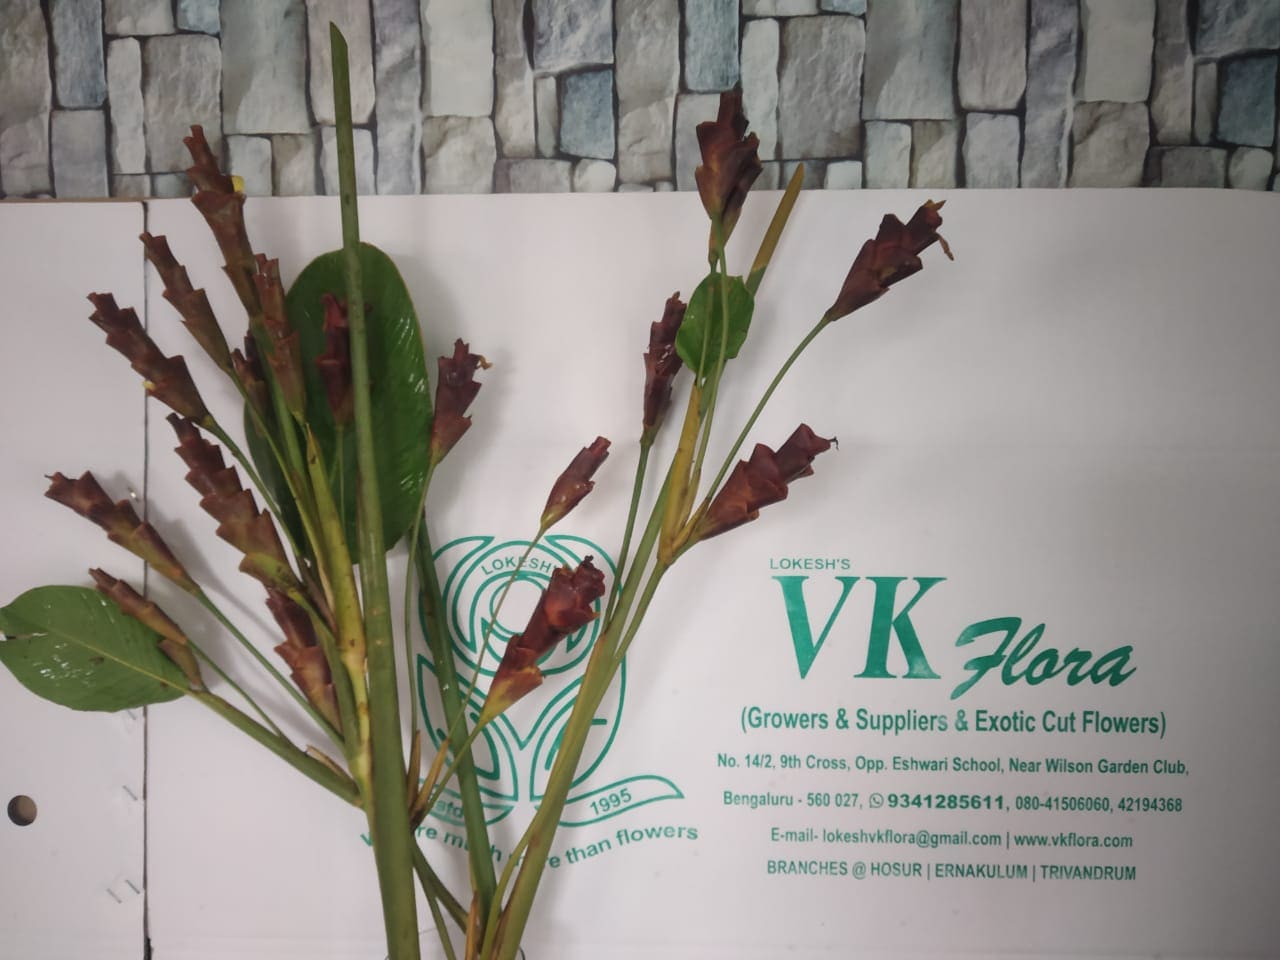 LOKESH'S
1995
than flowers
LOKESH'S
VK Flora
(Growers & Suppliers & Exotic Cut Flowers)
No. 14/2, 9th Cross, Opp. Eshwari School, Near Wilson Garden Club,
Bengaluru - 560 027, 9341285611, 080-41506060, 42194368
E-mail- lokeshvkflora@gmail.com | www.vkflora.com
BRANCHES @ HOSUR | ERNAKULUM | TRIVANDRUM